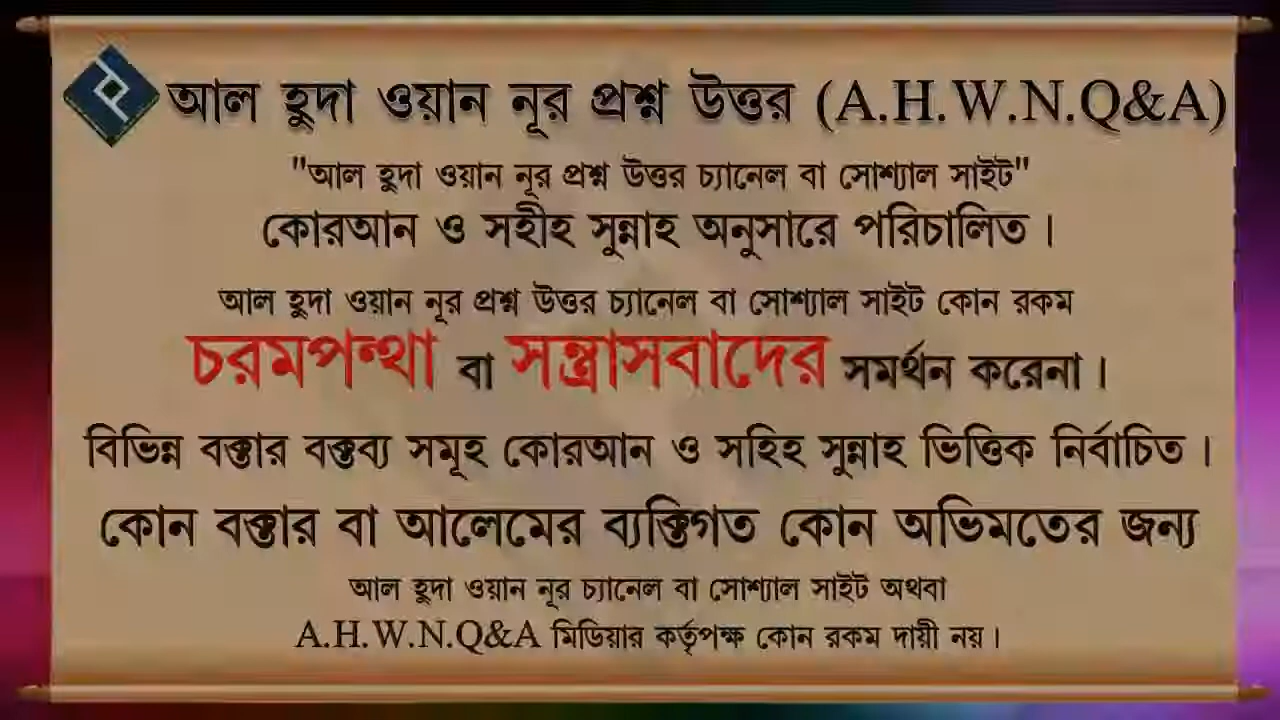 আল হুদা ওয়ান নূর প্রশ্ন উত্তর (A.H.W.N.Q&A)
"আল হুদা ওয়ান নূর প্রশ্ন উত্তর চ্যানেল বা সোশ্যাল সাইট"
কোরআন ও সহীহ সুন্নাহ অনুসারে পরিচালিত।
আল হুদা ওয়ান নূর প্রশ্ন উত্তর চ্যানেল বা সোশ্যাল সাইট কোন রকম
চরমপন্থা বা সন্ত্রাসবাদের সমর্থন করেনা।
বিভিন্ন বক্তার বক্তব্য সমূহ কোরআন ও সহিহ সুন্নাহ ভিত্তিক নির্বাচিত।
কোন বক্তার বা আলেমের ব্যক্তিগত কোন অভিমতের জন্য
আল হুদা ওয়ান নূর চ্যানেল বা সোশ্যাল সাইট অথবা
A.H.W.N.Q&A মিডিয়ার কর্তৃপক্ষ কোন রকম দায়ী নয়।